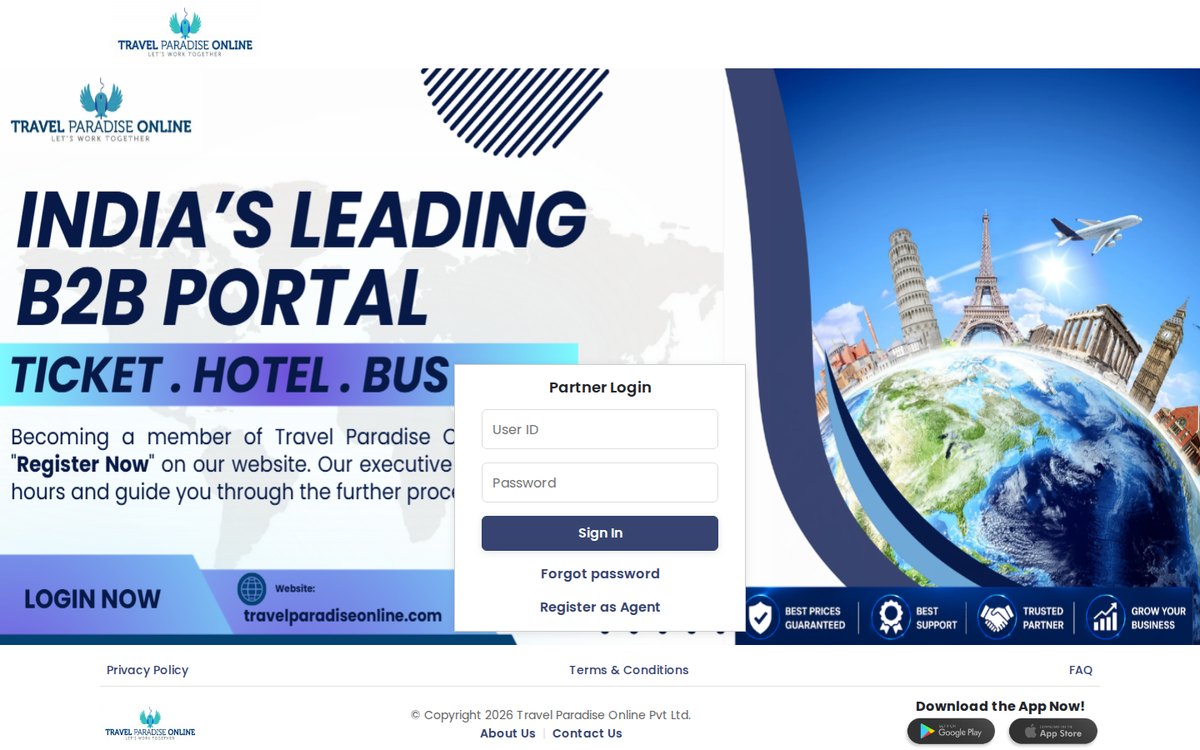 TRAVEL PARADISE ONLINE
LET'S WORK TOGETHER
TRAVEL PARADISE ONLINE
LET'S WORK TOGETHER
INDIA'S LEADING
B2B PORTAL
TICKET . HOTEL . BUS
Becoming a member of Travel Paradise
"Register Now" on our website. Our executive
hours and guide you through the further
LOGIN NOW
Website:
travelparadiseonline.com
Partner Login
User ID
Password
Sign In
Forgot password
Register as Agent
BEST PRICES
GUARANTEED
BEST
SUPPORT
TRUSTED
PARTNER
GROW YOUR
BUSINESS
Privacy Policy
Terms & Conditions
FAQ
TRAVEL PARADISE ONLINE
LET'S WORK TOGETHER
© Copyright 2026 Travel Paradise Online Pvt Ltd.
About Us | Contact Us
Download the App Now!
Google Play
App Store